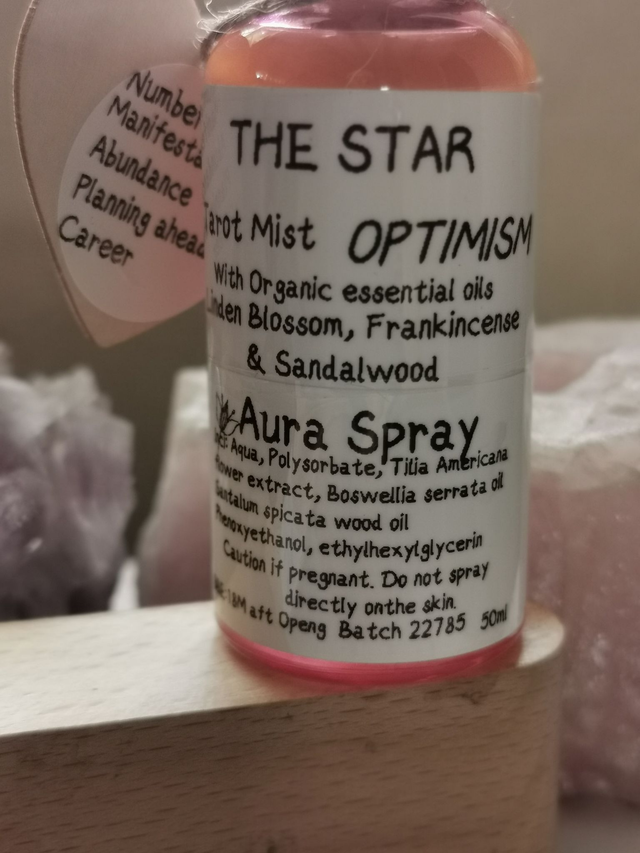 Number
Manifesta
Abundance
Planning ahead
Career
THE STAR
Tarot Mist OPTIMISM
With Organic essential oils
Linden Blossom, Frankincense
& Sandalwood
Aura Spray
Aqua, Polysorbate, Tilia Americana
flower extract, Boswellia serrata oil
Santalum spicata wood oil
Phenoxyethanol, ethylhexylglycerin
Caution if pregnant. Do not spray
directly onthe skin.
18M aft Openg Batch 22785 50ml